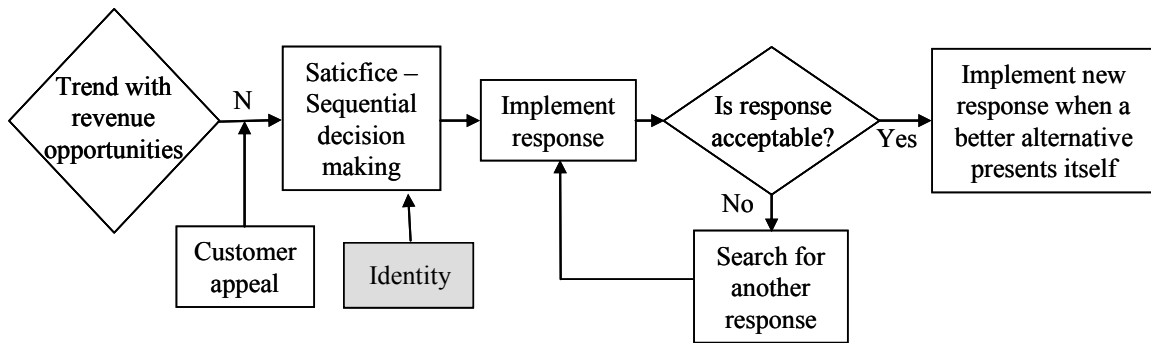 Trend with
revenue
opportunities
N
Customer
appeal
Saticfice –
Sequential
decision
making
Identity
Implement
response
Is response
acceptable?
Yes
No
Search for
another
response
Implement new
response when a
better alternative
presents itself